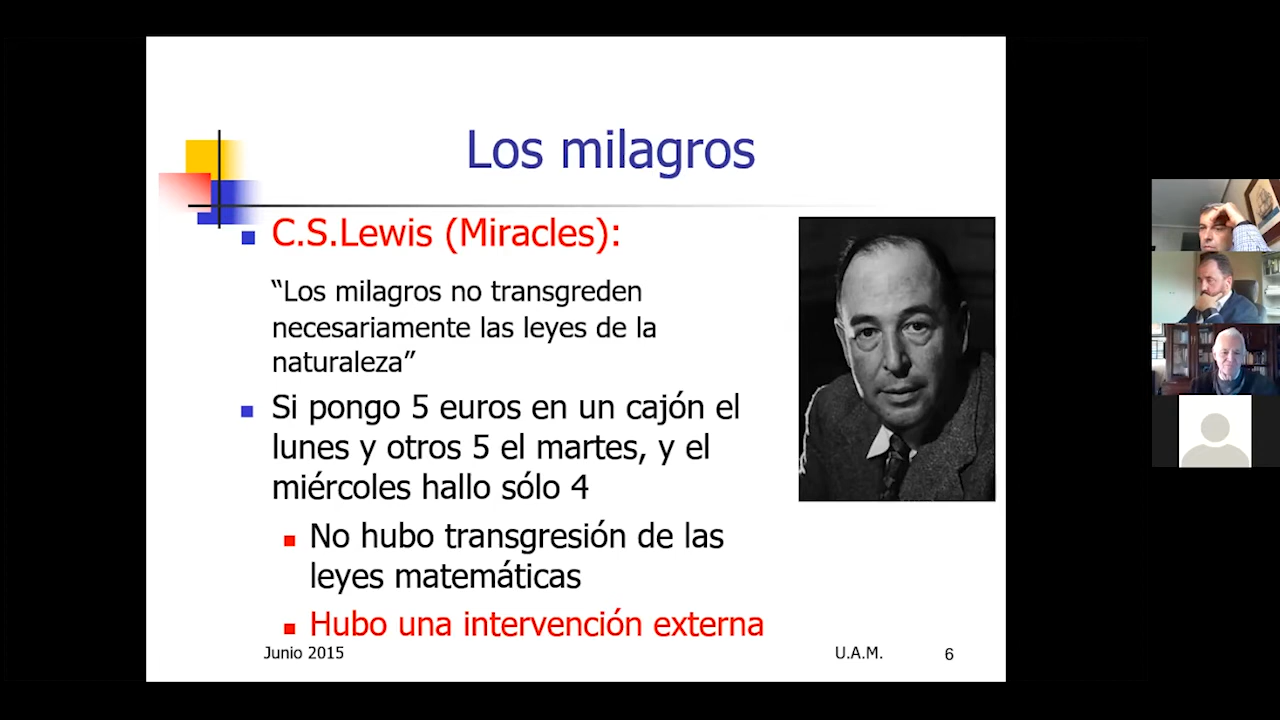 Los milagros
C.S.Lewis (Miracles):
“Los milagros no transgreden
necesariamente las leyes de la
naturaleza”
Si pongo 5 euros en un cajón el
lunes y otros 5 el martes, y el
miércoles hallo sólo 4
No hubo transgresión de las
leyes matemáticas
Hubo una intervención externa
Junio 2015
U.A.M.
6